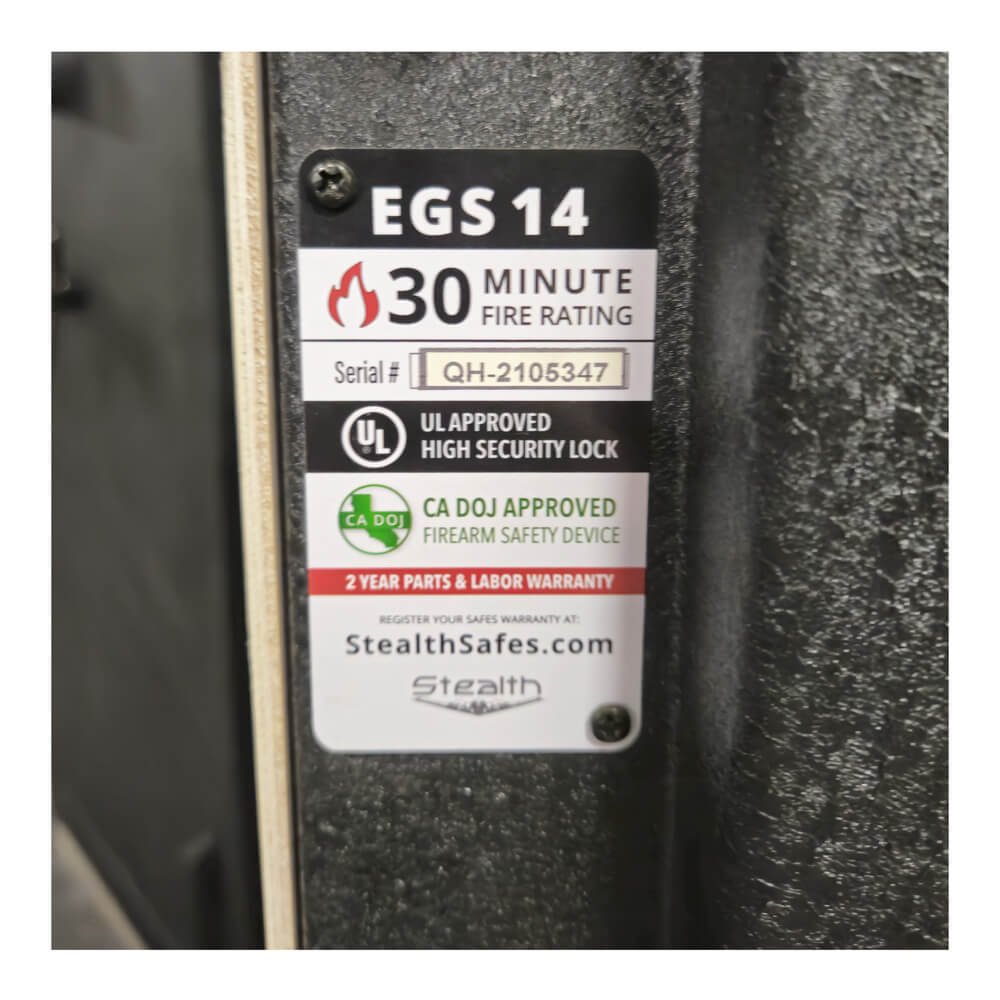 EGS 14
30 MINUTE
FIRE RATING
Serial # QH-2105347
UL
UL APPROVED
HIGH SECURITY LOCK
CA DOJ
CA DOJ APPROVED
FIREARM SAFETY DEVICE
2 YEAR PARTS & LABOR WARRANTY
REGISTER YOUR SAFES WARRANTY AT:
StealthSafes.com
Stealth